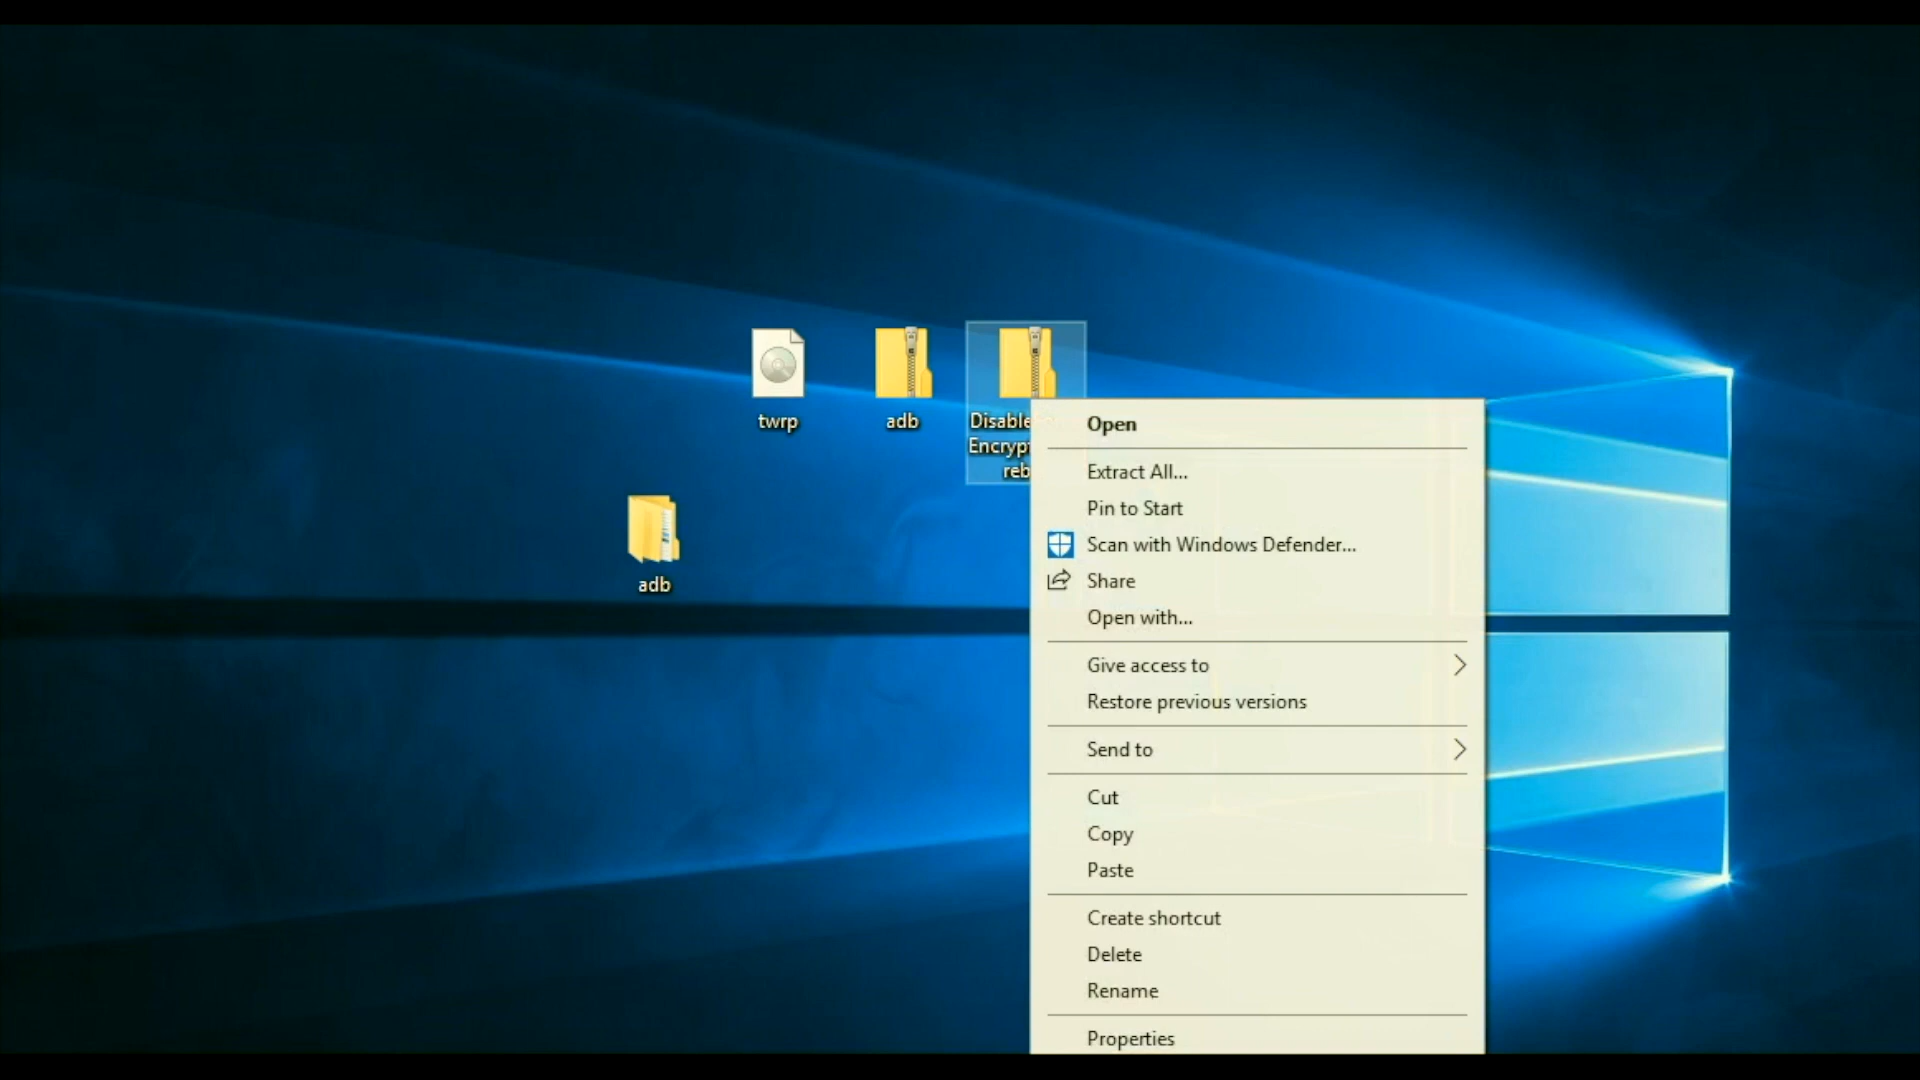 twrp
adb
Disable
Encryp
reb
adb
Open
Extract All...
Pin to Start
Scan with Windows Defender...
Share
Open with...
Give access to
Restore previous versions
Send to
Cut
Copy
Paste
Create shortcut
Delete
Rename
Properties